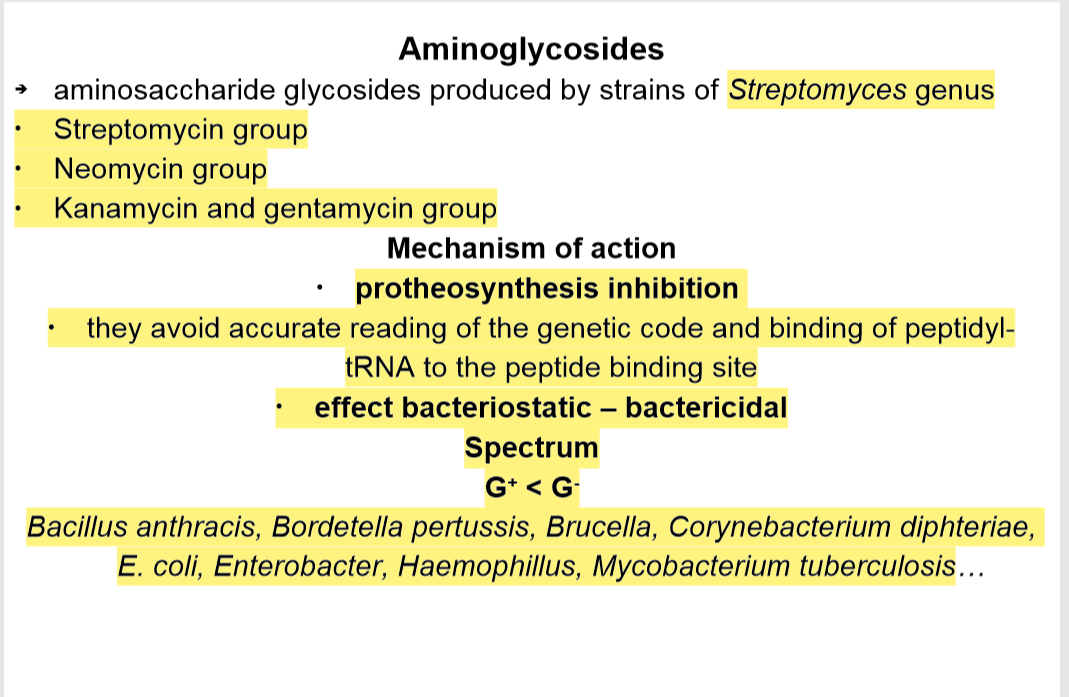 Aminoglycosides
➔ aminosaccharide glycosides produced by strains of Streptomyces genus
• Streptomycin group
• Neomycin group
• Kanamycin and gentamycin group
Mechanism of action
• protheosynthesis inhibition
• they avoid accurate reading of the genetic code and binding of peptidyl-
tRNA to the peptide binding site
• effect bacteriostatic – bactericidal
Spectrum
G⁺ < G⁻
Bacillus anthracis, Bordetella pertussis, Brucella, Corynebacterium diphteriae,
E. coli, Enterobacter, Haemophillus, Mycobacterium tuberculosis…